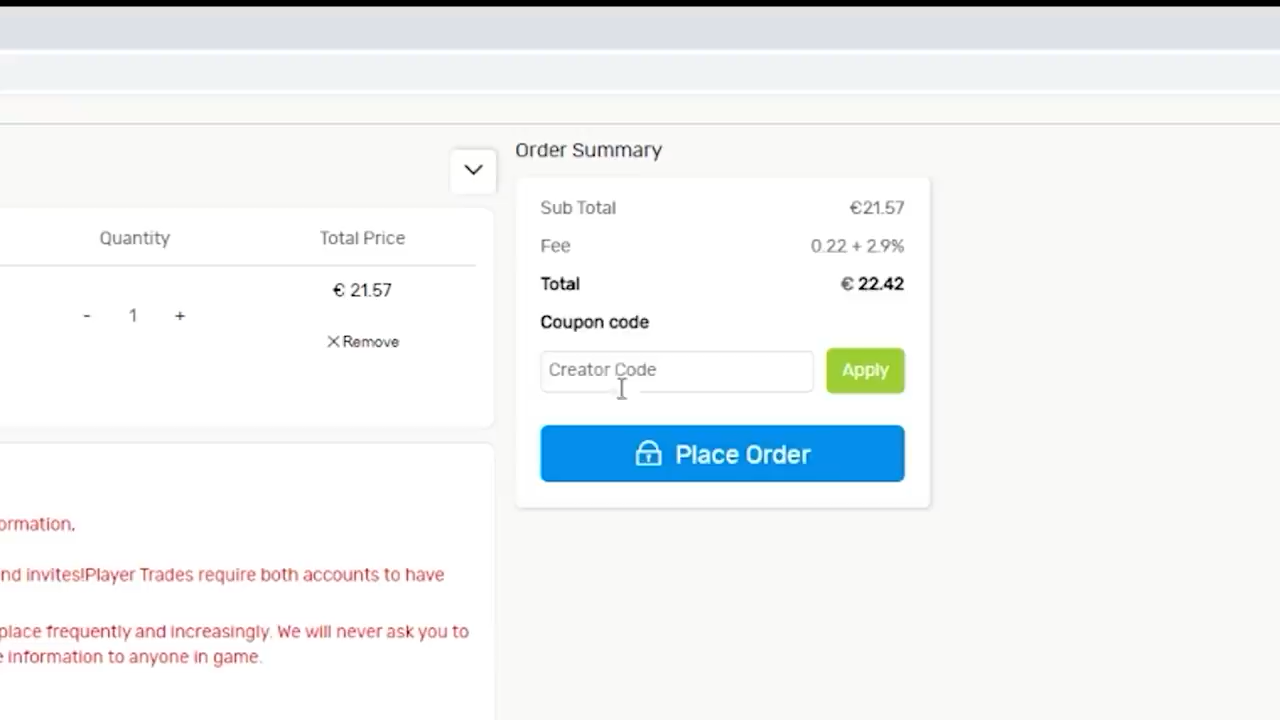 Order Summary
Sub Total €21.57
Fee 0.22 + 2.9%
Total € 22.42
Coupon code
Creator Code Apply
Place Order
Quantity Total Price
€ 21.57
- 1 +
Remove
nd invites!Player Trades require both accounts to have
place frequently and increasingly. We will never ask you to
information to anyone in game.